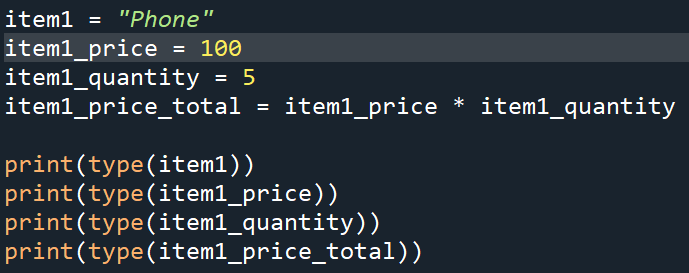 item1 = "Phone"
item1_price = 100
item1_quantity = 5
item1_price_total = item1_price * item1_quantity

print(type(item1))
print(type(item1_price))
print(type(item1_quantity))
print(type(item1_price_total))